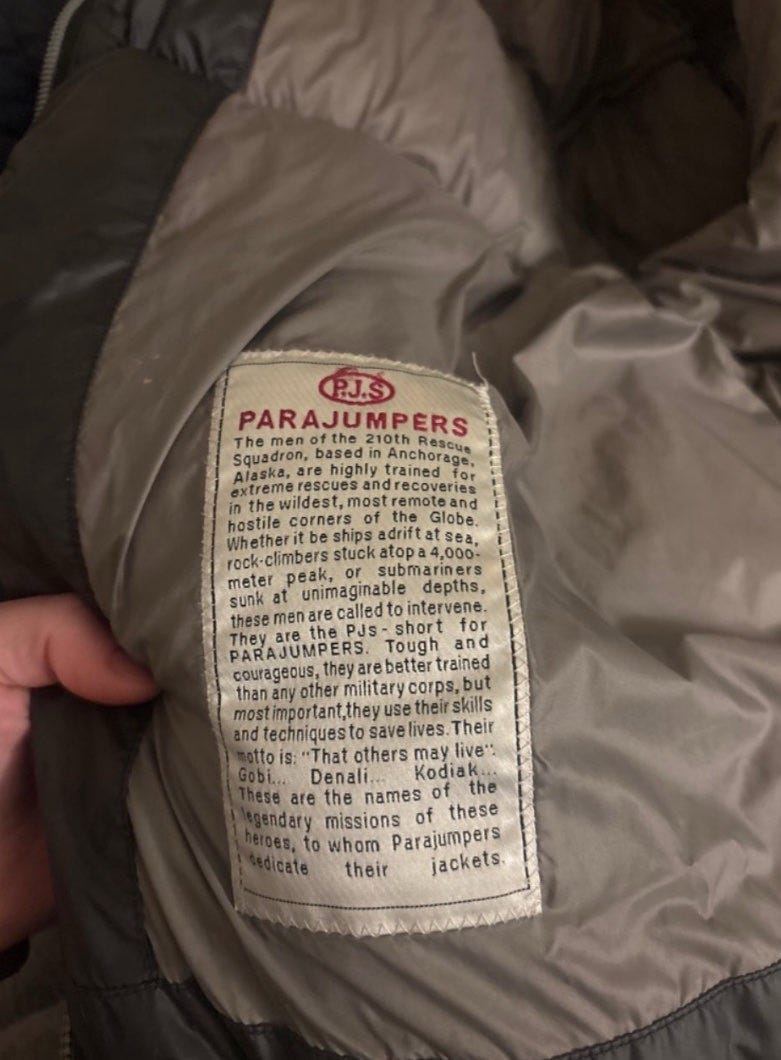 P.J.S
PARAJUMPERS
The men of the 210th Rescue
Squadron, based in Anchorage,
Alaska, are highly trained for
extreme rescues and recoveries
in the wildest, most remote and
hostile corners of the Globe.
Whether it be ships adrift at sea,
rock-climbers stuck atop a 4,000-
meter peak, or submariners
sunk at unimaginable depths,
these men are called to intervene.
They are the PJs - short for
PARAJUMPERS. Tough and
courageous, they are better trained
than any other military corps, but
most important,they use their skills
and techniques to save lives. Their
motto is: "That others may live".
Gobi... Denali... Kodiak...
These are the names of the
legendary missions of these
heroes, to whom Parajumpers
dedicate their jackets.